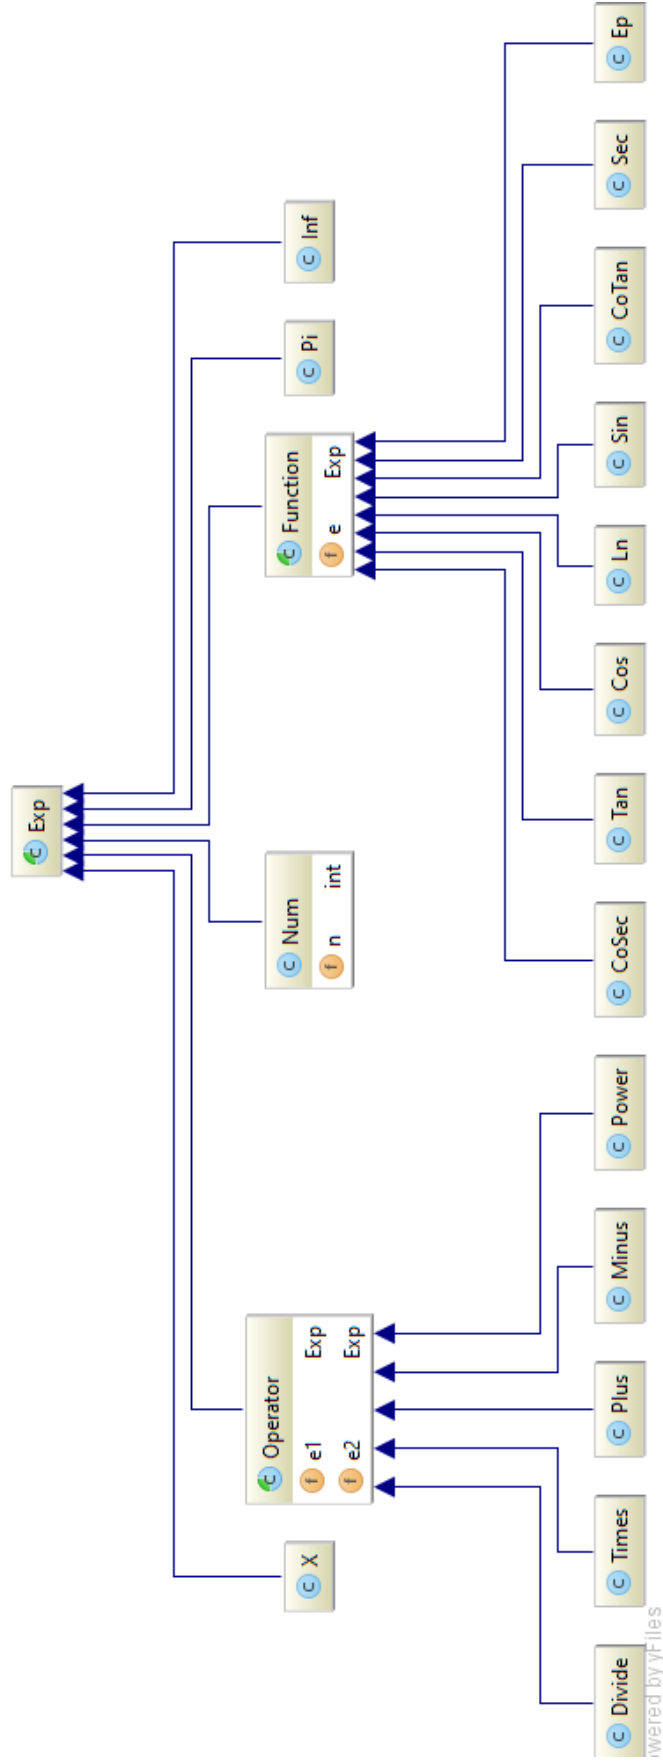 C Exp
C X
C Operator
f e1 Exp
f e2 Exp
C Num
f n int
C Function
f e Exp
C Pi
C Inf
C Divide
C Times
C Plus
C Minus
C Power
C CoSec
C Tan
C Cos
C Ln
C Sin
C CoTan
C Sec
C Ep
wered by yFiles